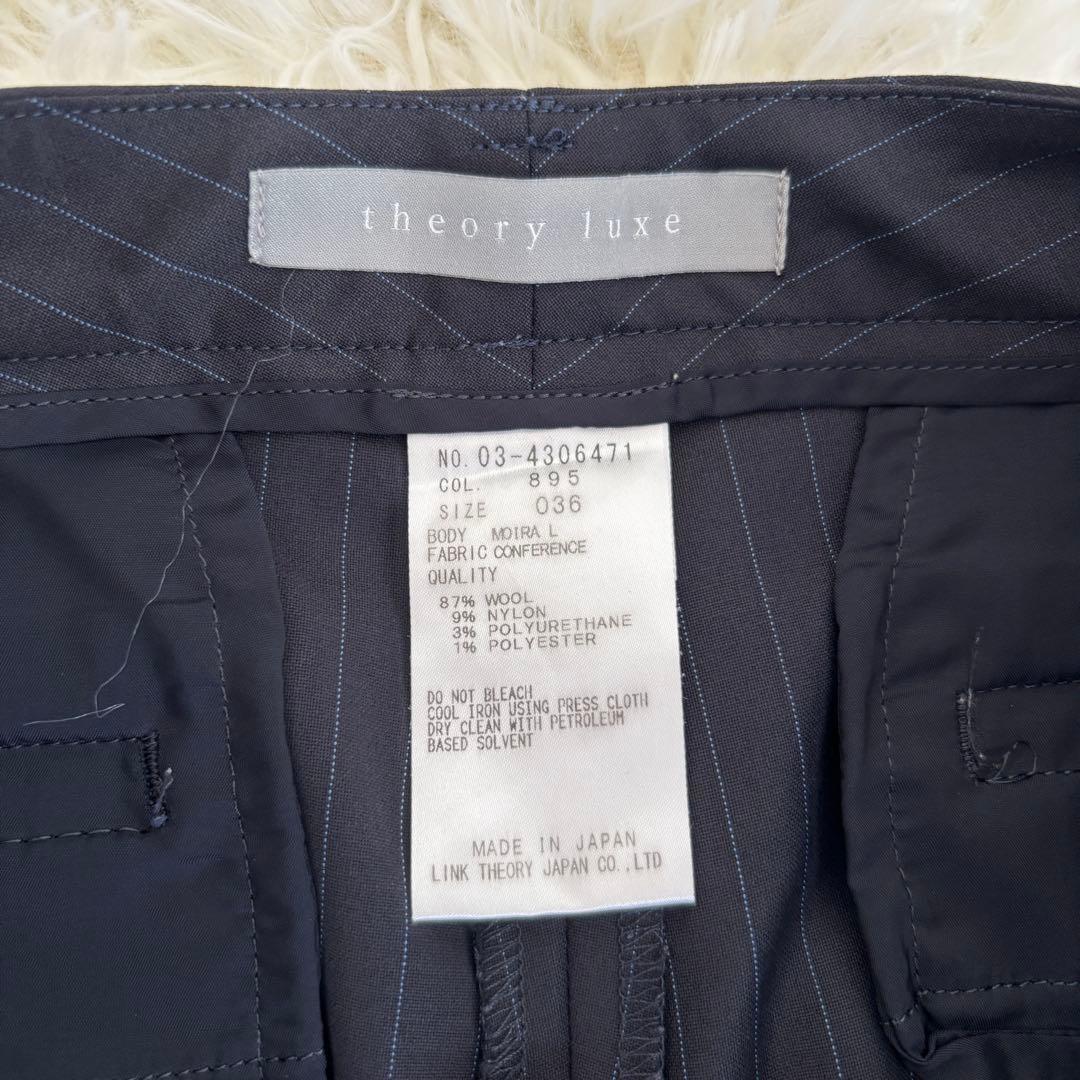 theory luxe
NO. 03-4306471
COL. 895
SIZE 036
BODY MOIRA L
FABRIC CONFERENCE
QUALITY
87% WOOL
9% NYLON
3% POLYURETHANE
1% POLYESTER
DO NOT BLEACH
COOL IRON USING PRESS CLOTH
DRY CLEAN WITH PETROLEUM
BASED SOLVENT
MADE IN JAPAN
LINK THEORY JAPAN CO.,LTD